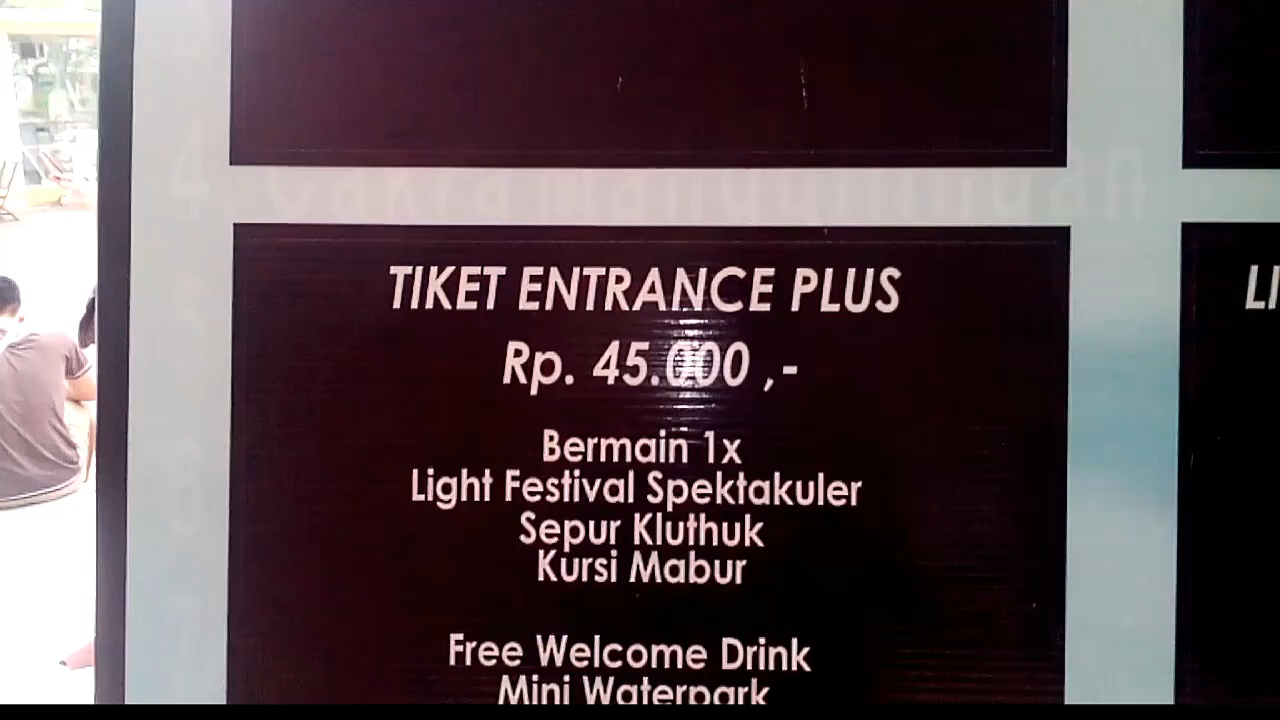 TIKET ENTRANCE PLUS
Rp. 45.000 ,-
Bermain 1x
Light Festival Spektakuler
Sepur Kluthuk
Kursi Mabur
Free Welcome Drink
Mini Waterpark
LI